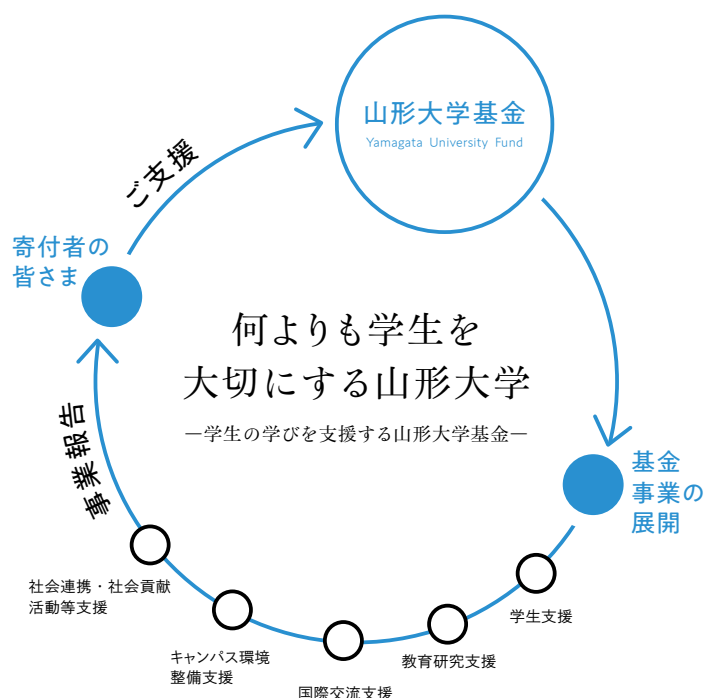 山形大学基金
Yamagata University Fund
ご支援
寄付者の
皆さま
何よりも学生を
大切にする山形大学
―学生の学びを支援する山形大学基金―
事業報告
基金
事業の
展開
社会連携・社会貢献
活動等支援
キャンパス環境
整備支援
国際交流支援
教育研究支援
学生支援